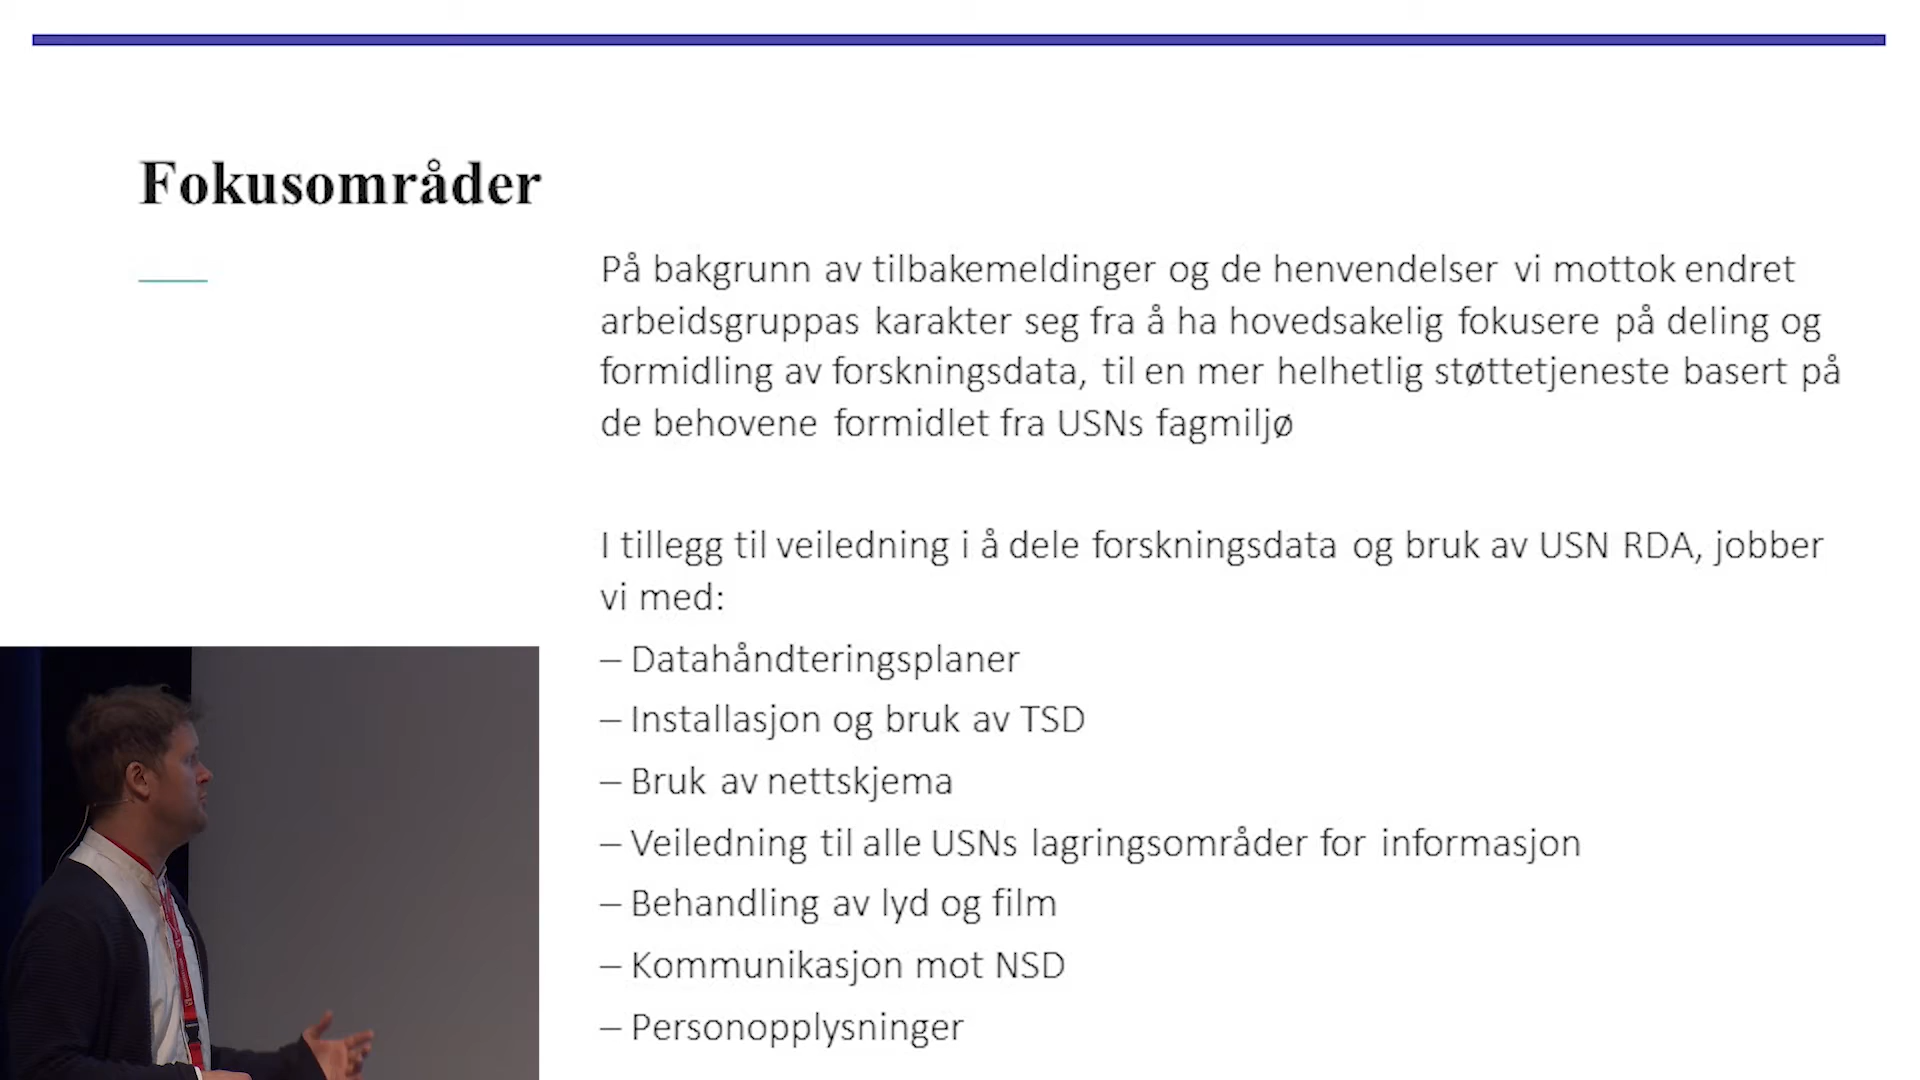 Fokusområder
På bakgrunn av tilbakemeldinger og de henvendelser vi mottok endret
arbeidsgruppas karakter seg fra å ha hovedsakelig fokusere på deling og
formidling av forskningsdata, til en mer helhetlig støttetjeneste basert på
de behovene formidlet fra USNs fagmiljø
I tillegg til veiledning i å dele forskningsdata og bruk av USN RDA, jobber
vi med:
– Datahåndteringsplaner
– Installasjon og bruk av TSD
– Bruk av nettskjema
– Veiledning til alle USNs lagringsområder for informasjon
– Behandling av lyd og film
– Kommunikasjon mot NSD
– Personopplysninger